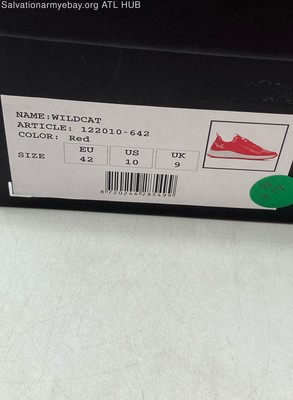 Salvationarmyebay.org ATL HUB
NAME:WILDCAT
ARTICLE: 122010-642
COLOR: Red
SIZE
EU US UK
42 10 9